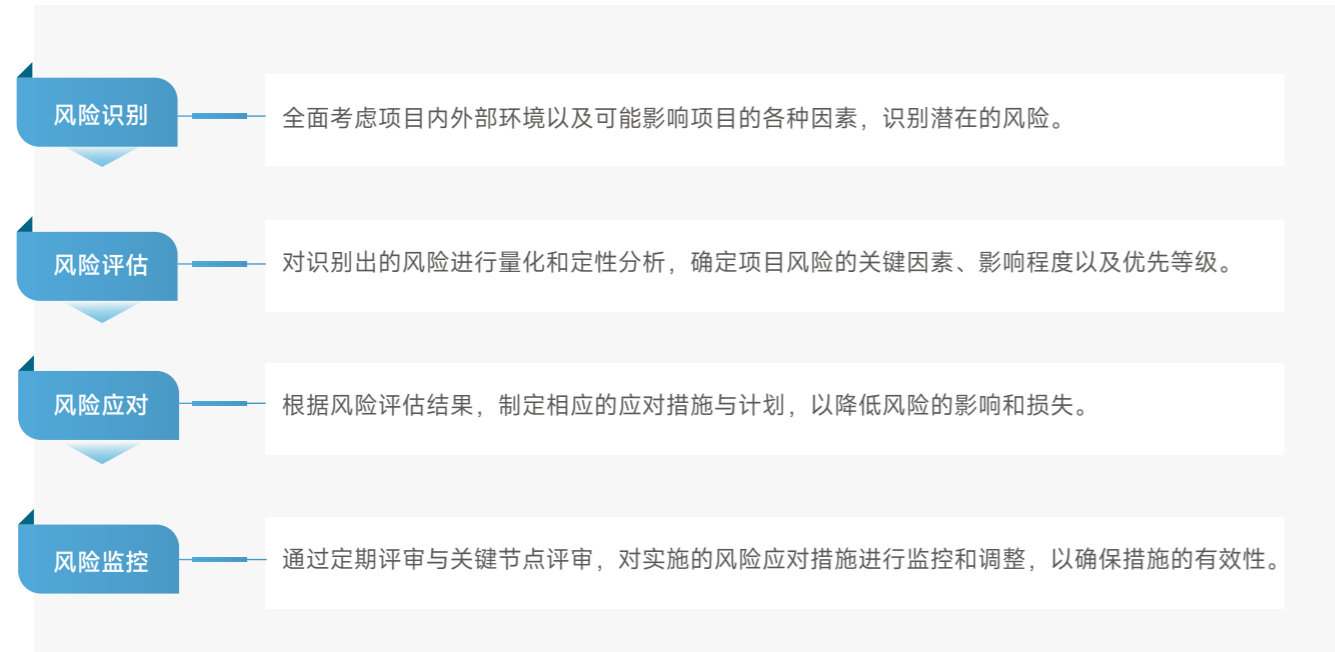 风险识别
全面考虑项目内外部环境以及可能影响项目的各种因素，识别潜在的风险。
风险评估
对识别出的风险进行量化和定性分析，确定项目风险的关键因素、影响程度以及优先等级。
风险应对
根据风险评估结果，制定相应的应对措施与计划，以降低风险的影响和损失。
风险监控
通过定期评审与关键节点评审，对实施的风险应对措施进行监控和调整，以确保措施的有效性。